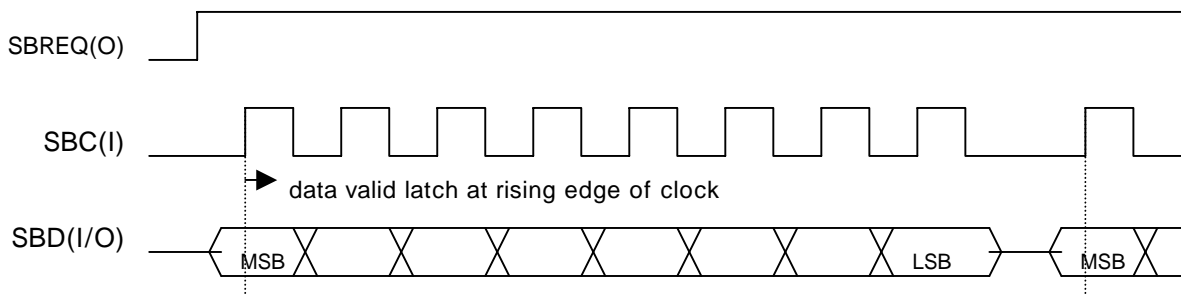 SBREQ(O)
SBC(I)
data valid latch at rising edge of clock
SBD(I/O)
MSB LSB MSB